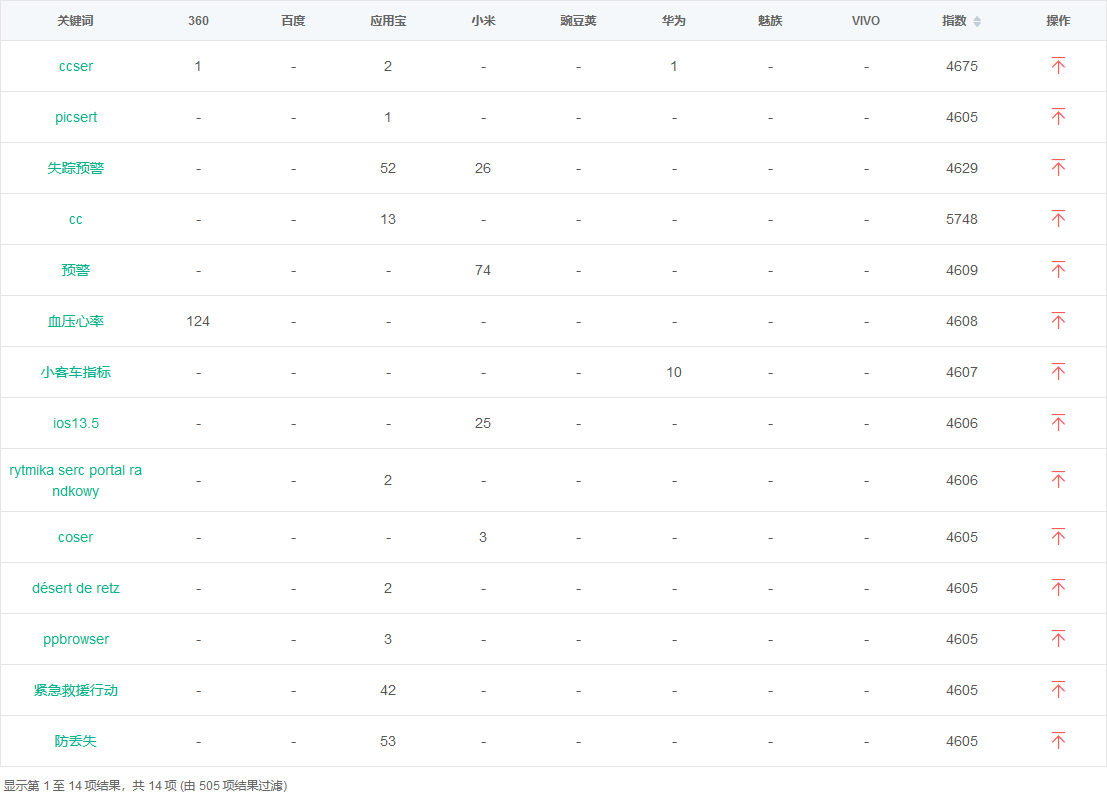 关键词 360 百度 应用宝 小米 豌豆荚 华为 魅族 VIVO 指数 操作
ccser 1 - 2 - - 1 - - 4675
picsert - - 1 - - - - - 4605
失踪预警 - - 52 26 - - - - 4629
cc - - 13 - - - - - 5748
预警 - - - 74 - - - - 4609
血压心率 124 - - - - - - - 4608
小客车指标 - - - - - 10 - - 4607
ios13.5 - - - 25 - - - - 4606
rytmika serc portal ra
ndkowy - - 2 - - - - - 4606
coser - - - 3 - - - - 4605
désert de retz - - 2 - - - - - 4605
ppbrowser - - 3 - - - - - 4605
紧急救援行动 - - 42 - - - - - 4605
防丢失 - - 53 - - - - - 4605
显示第 1 至 14 项结果，共 14 项 (由 505 项结果过滤)